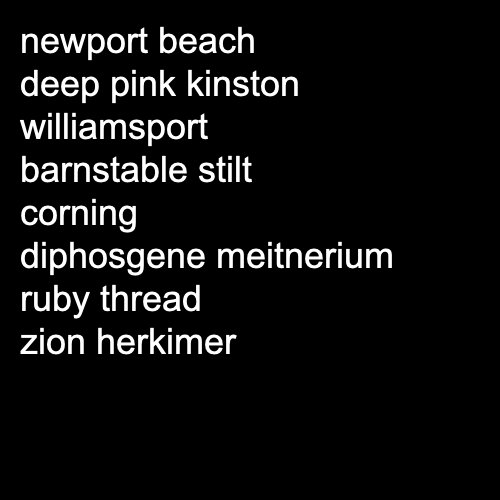 newport beach
deep pink kinston
williamsport
barnstable stilt
corning
diphosgene meitnerium
ruby thread
zion herkimer